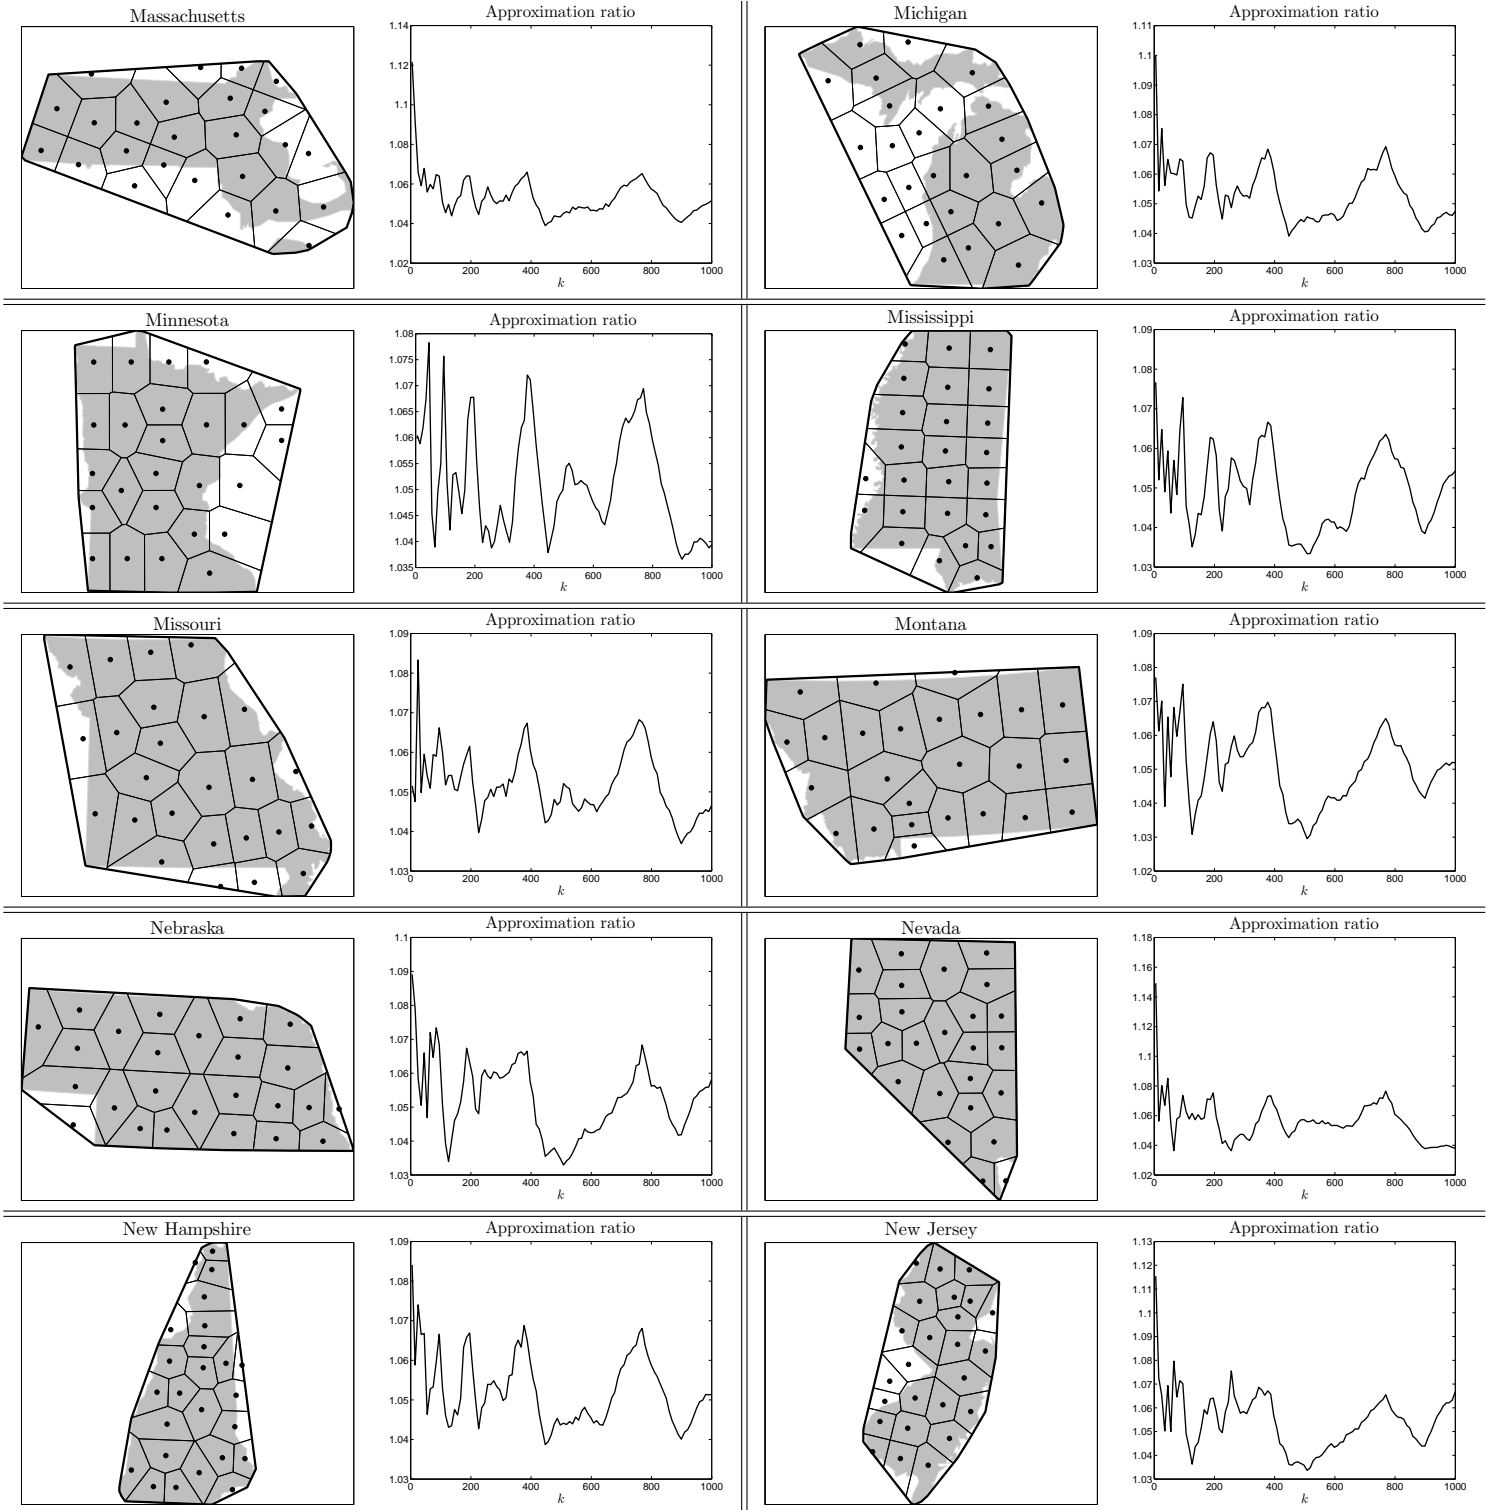 Massachusetts
Approximation ratio
1.14
1.12
1.1
1.08
1.06
1.04
1.02
0 200 400 600 800 1000
k
Michigan
Approximation ratio
1.11
1.1
1.09
1.08
1.07
1.06
1.05
1.04
1.03
0 200 400 600 800 1000
k
Minnesota
Approximation ratio
1.08
1.075
1.07
1.065
1.06
1.055
1.05
1.045
1.04
1.035
0 200 400 600 800 1000
k
Mississippi
Approximation ratio
1.09
1.08
1.07
1.06
1.05
1.04
1.03
0 200 400 600 800 1000
k
Missouri
Approximation ratio
1.09
1.08
1.07
1.06
1.05
1.04
1.03
0 200 400 600 800 1000
k
Montana
Approximation ratio
1.09
1.08
1.07
1.06
1.05
1.04
1.03
1.02
0 200 400 600 800 1000
k
Nebraska
Approximation ratio
1.1
1.09
1.08
1.07
1.06
1.05
1.04
1.03
0 200 400 600 800 1000
k
Nevada
Approximation ratio
1.18
1.16
1.14
1.12
1.1
1.08
1.06
1.04
1.02
0 200 400 600 800 1000
k
New Hampshire
Approximation ratio
1.09
1.08
1.07
1.06
1.05
1.04
1.03
0 200 400 600 800 1000
k
New Jersey
Approximation ratio
1.13
1.12
1.11
1.1
1.09
1.08
1.07
1.06
1.05
1.04
1.03
0 200 400 600 800 1000
k